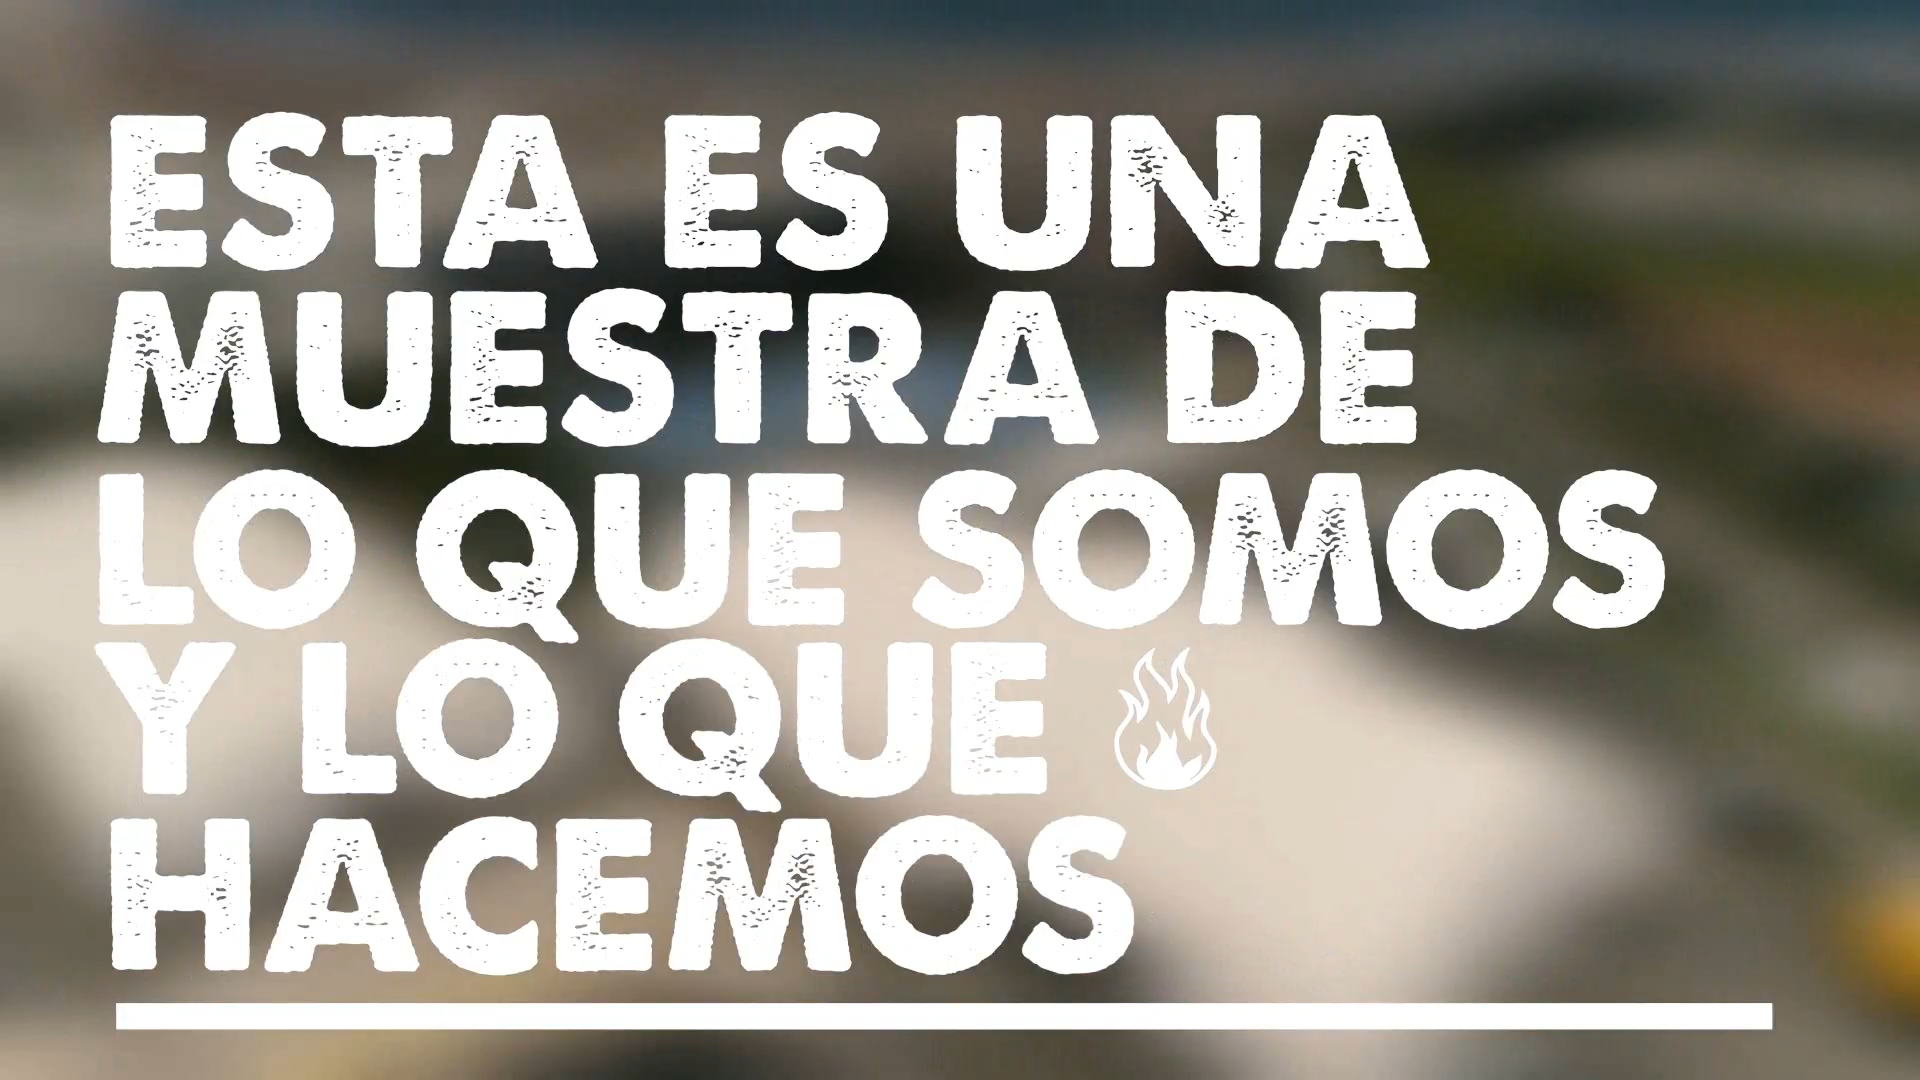 ESTA ES UNA
MUESTRA DE
LO QUE SOMOS
Y LO QUE
HACEMOS